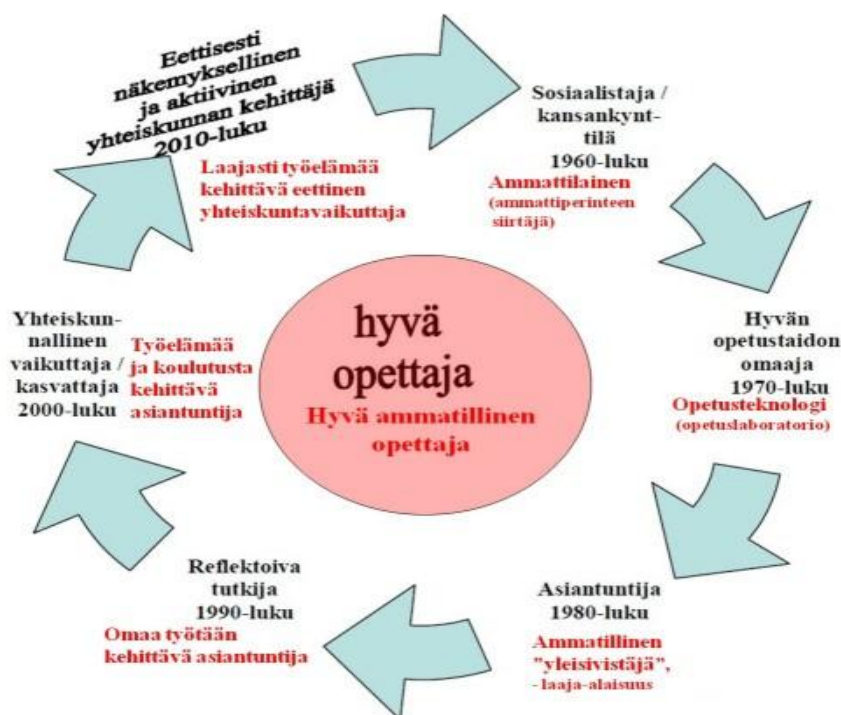 Eettisesti
näkemyksellinen
ja aktiivinen
yhteiskunnan kehittäjä
2010-luku
Laajasti työelämää
kehittävä eettinen
yhteiskuntavaikuttaja
Sosiaalistaja /
kansankynt-
tilä
1960-luku
Ammattilainen
(ammattiperinteen
siirtäjä)
Hyvän
opetustaidon
omaaja
1970-luku
Opetusteknologi
(opetuslaboratorio)
Asiantuntija
1980-luku
Ammatillinen
”yleisivistäjä”,
- laaja-alaisuus
Reflektoiva
tutkija
1990-luku
Omaa työtään
kehittävä asiantuntija
Yhteiskun-
nallinen
vaikuttaja /
kasvattaja
2000-luku
Työelämää
ja koulutusta
kehittävä
asiantuntija
hyvä
opettaja
Hyvä ammatillinen
opettaja